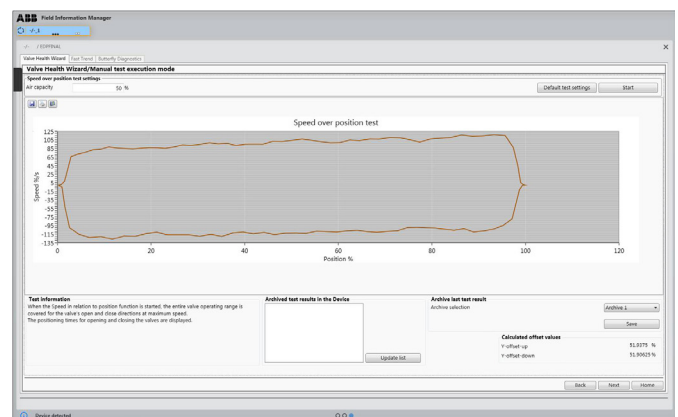 ABB Field Information Manager
/ EDP/NAL
Valve Health Wizard Fast Trend Butterfly Diagnostics
Valve Health Wizard/Manual test execution mode
Speed over position test settings
Air capacity 50 % Default test settings Start
Speed over position test
125
105
85
65
45
25
5
-15
-35
-55
-75
-95
-115
-135
Speed %/s
0 20 40 60 80 100 120
Position %
Test information
When the Speed in relation to position function is started, the entire valve operating range is
covered for the valve's open and close directions at maximum speed.
The positioning times for opening and closing the valves are displayed.
Archived test results in the Device
Update list
Archive last test result
Archive selection Archive 1
Save
Calculated offset values
Y-offset-up 51.9375 %
Y-offset-down 51.90625 %
Back Next Home
Device detected